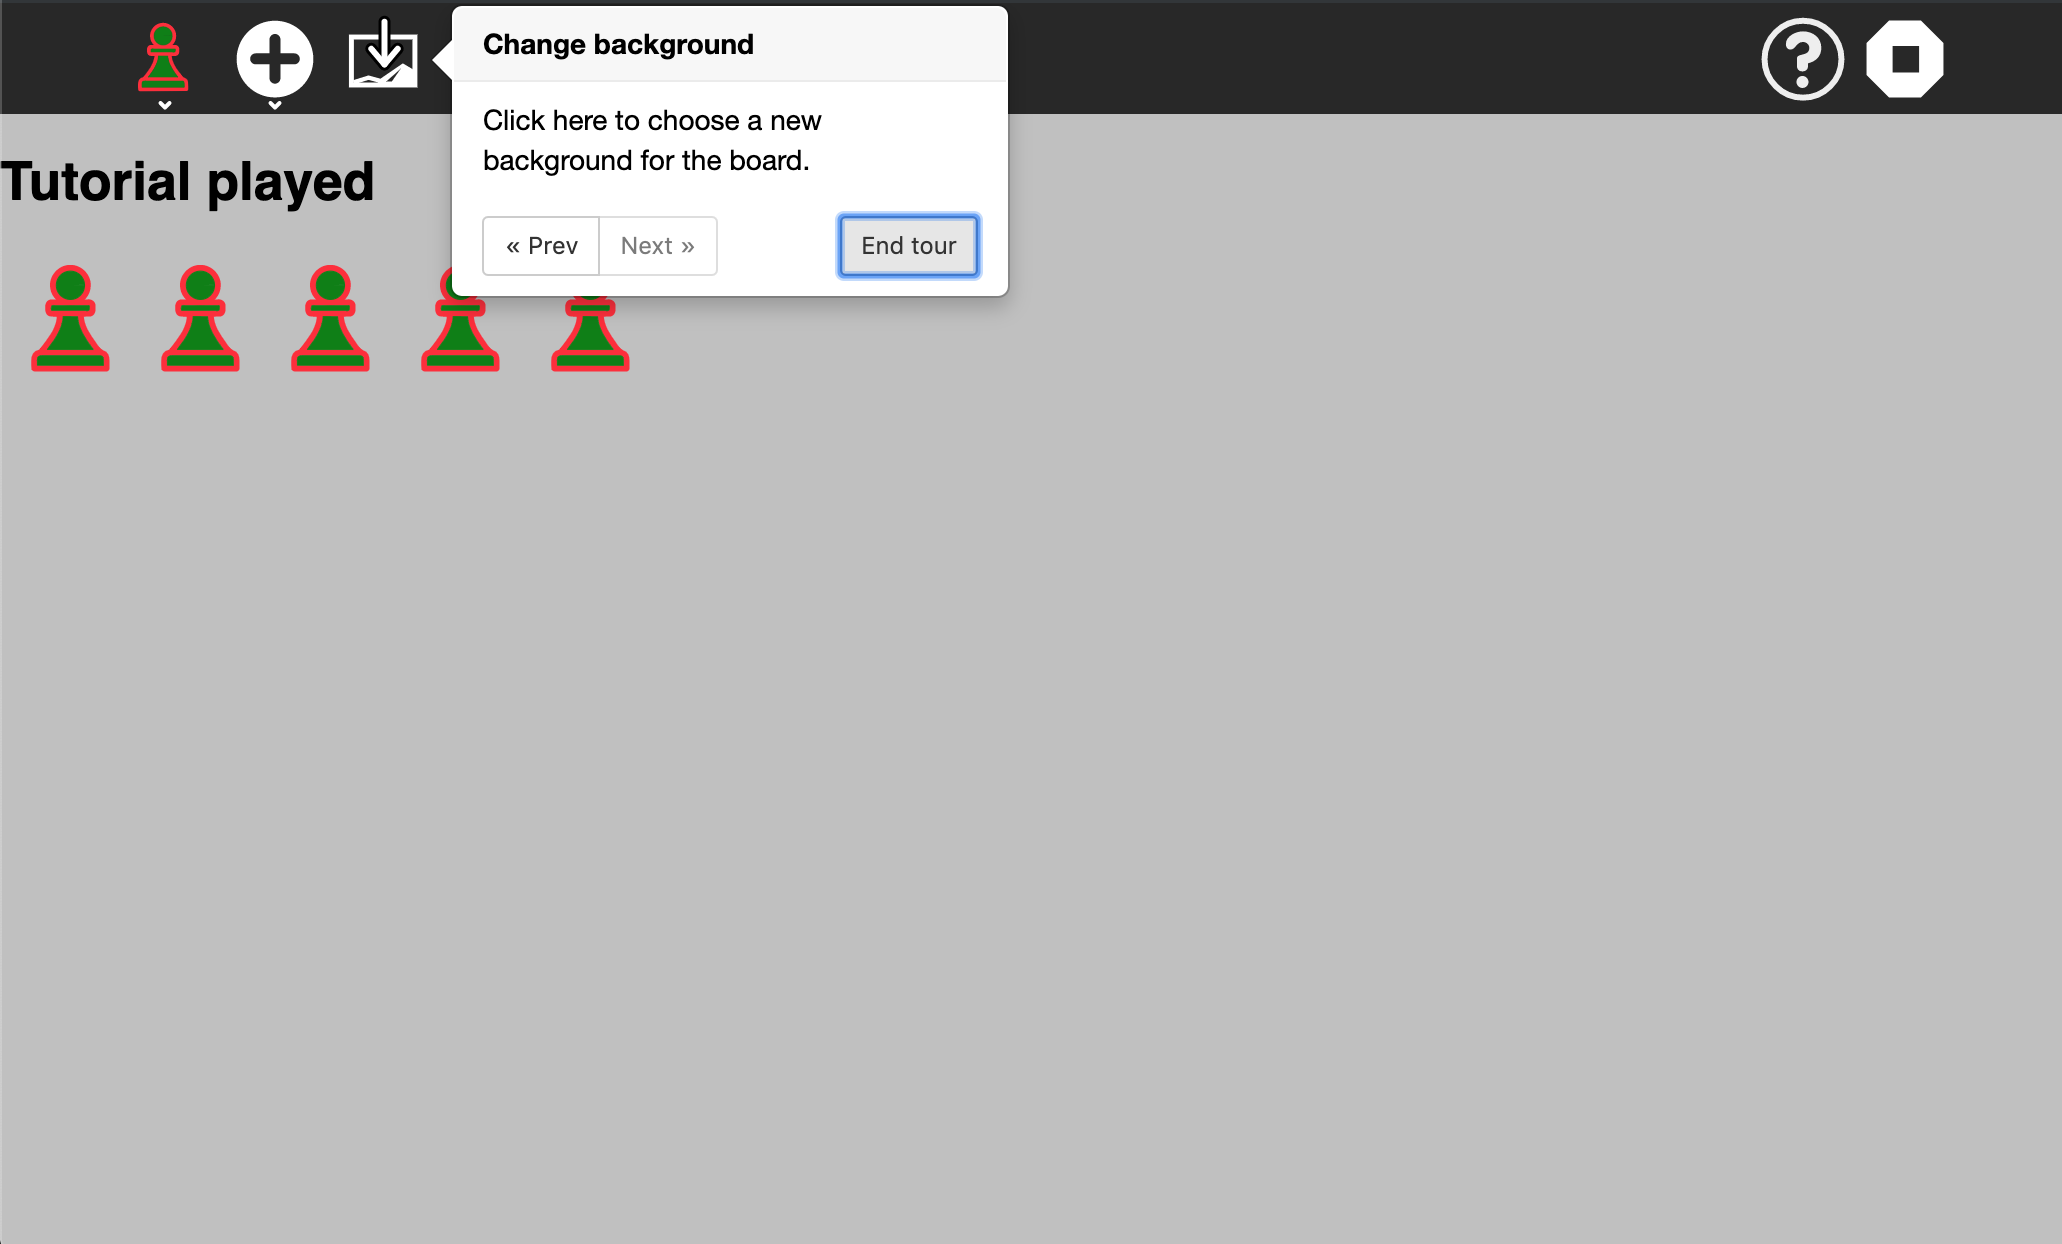 Change background
Click here to choose a new
background for the board.
« Prev
Next »
End tour
Tutorial played